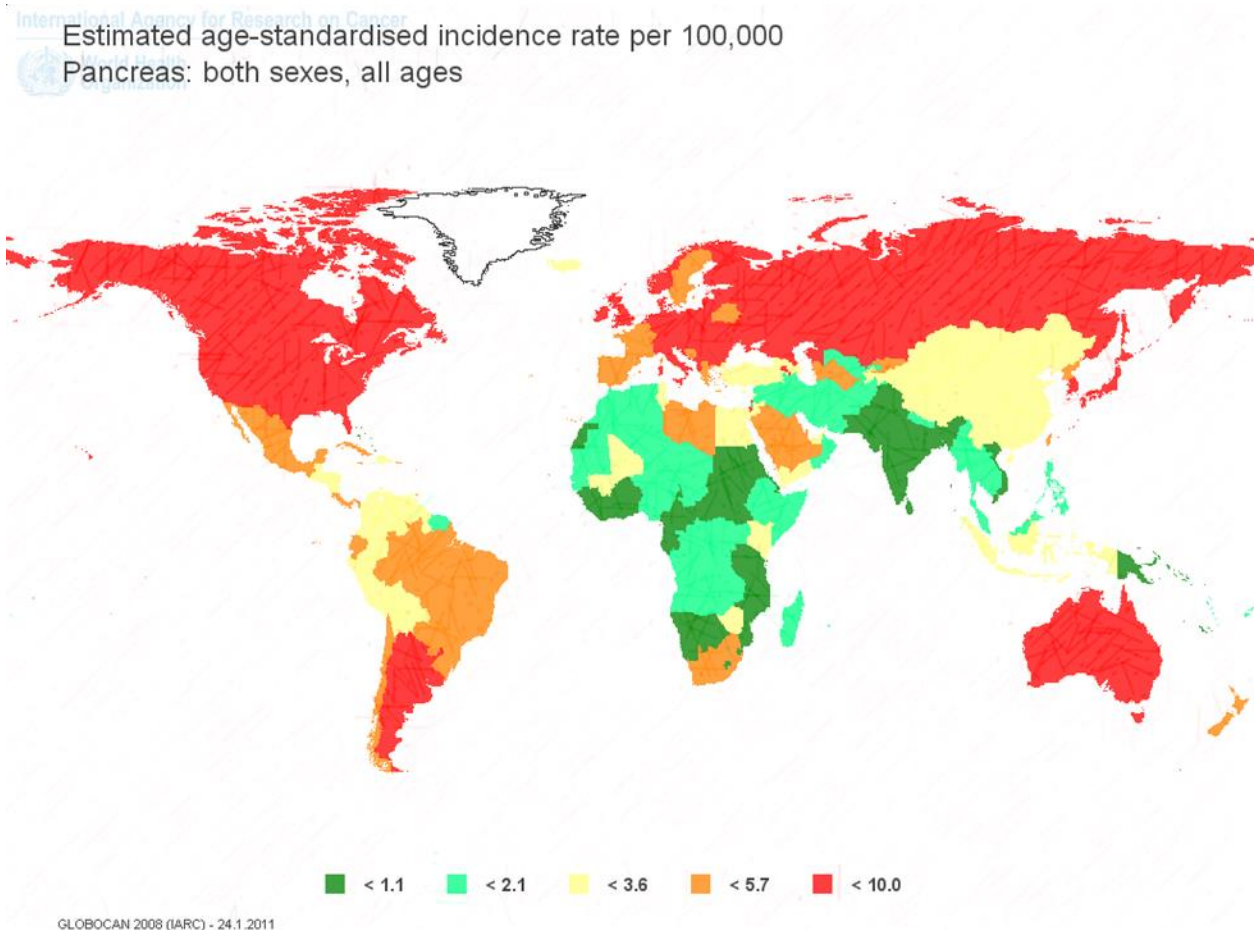 International Agency for Research on Cancer
Estimated age-standardised incidence rate per 100,000
World Health
Organization
Pancreas: both sexes, all ages
< 1.1 < 2.1 < 3.6 < 5.7 < 10.0
GLOBOCAN 2008 (IARC) - 24.1.2011